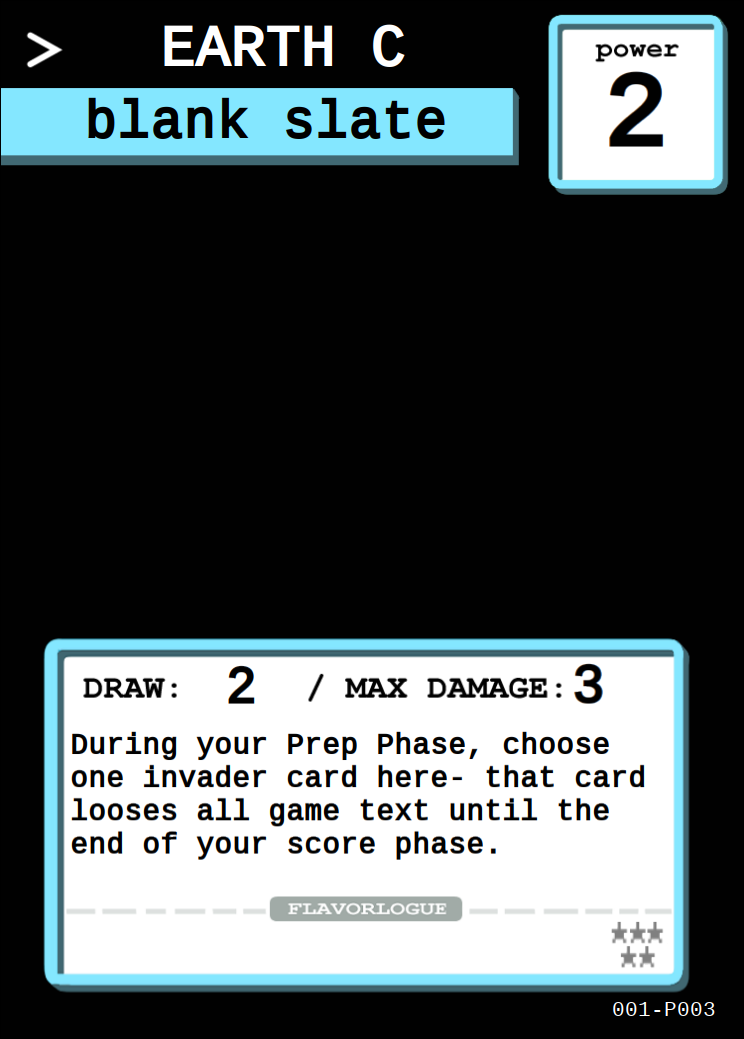 > EARTH C
blank slate
power
2
DRAW: 2 / MAX DAMAGE: 3
During your Prep Phase, choose
one invader card here- that card
looses all game text until the
end of your score phase.
FLAVORLOGUE
001-P003